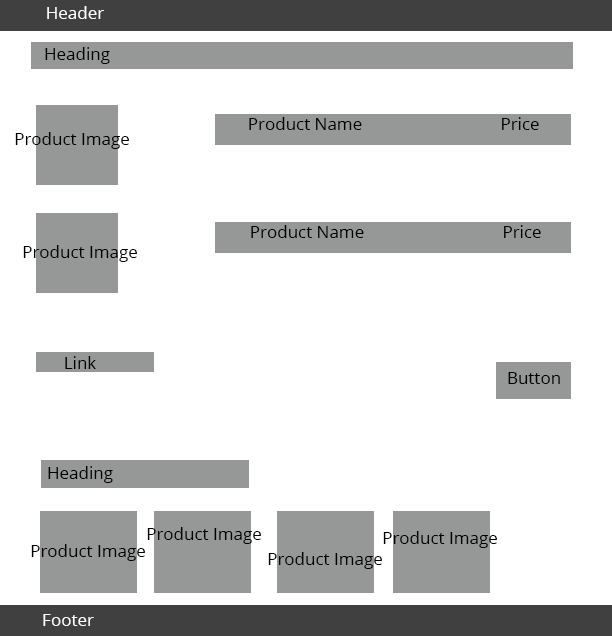 Header
Heading
Product Image
Product Name Price
Product Image
Product Name Price
Link
Button
Heading
Product Image
Product Image
Product Image
Product Image
Footer